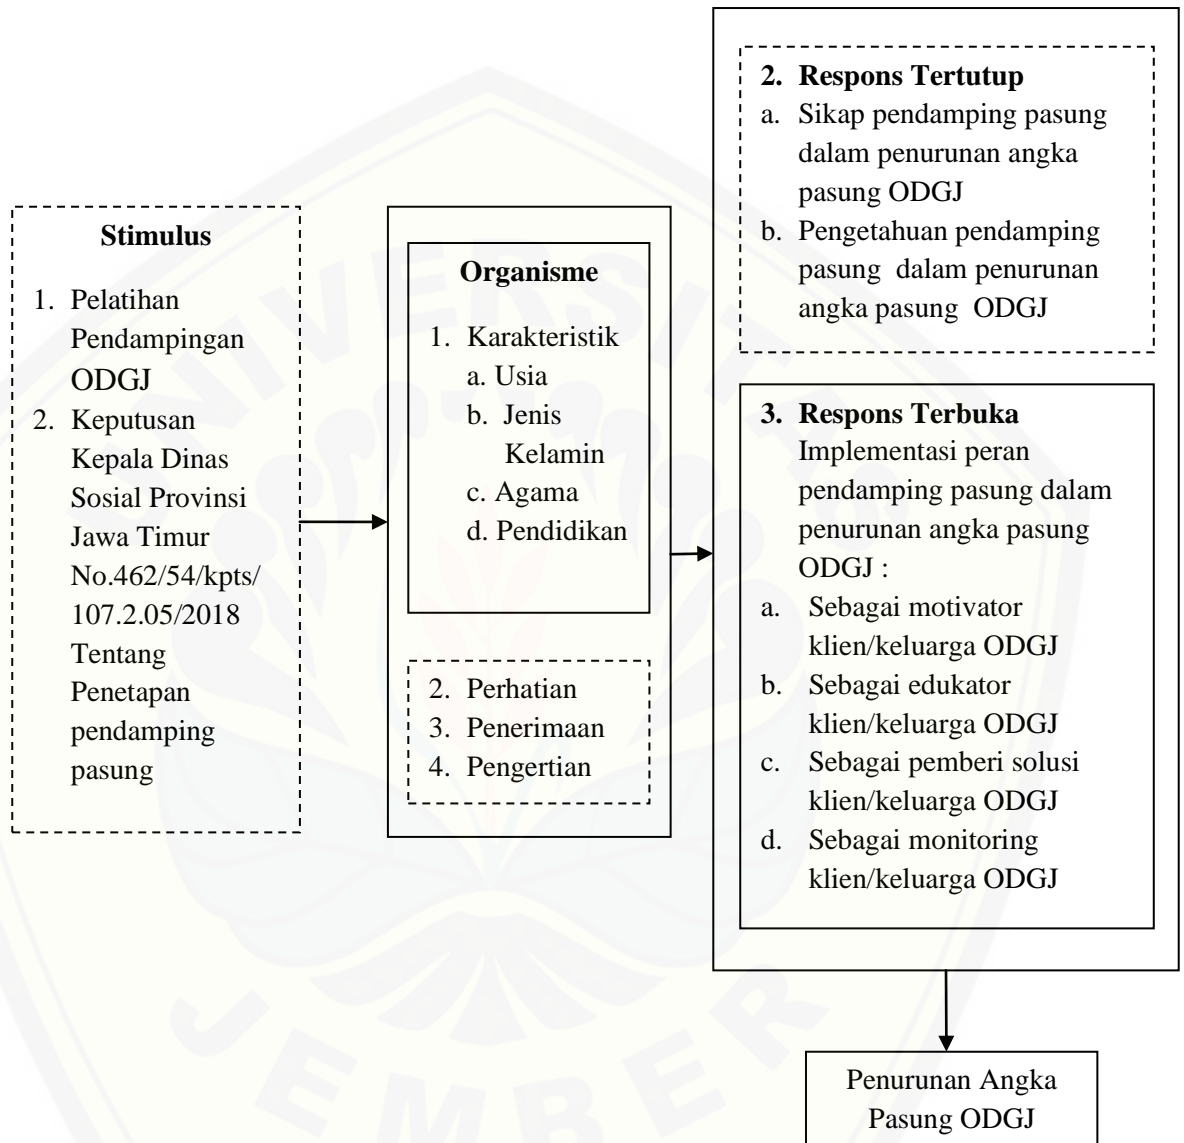 Stimulus
1. Pelatihan
Pendampingan
ODGJ
2. Keputusan
Kepala Dinas
Sosial Provinsi
Jawa Timur
No.462/54/kpts/
107.2.05/2018
Tentang
Penetapan
pendamping
pasung
Organisme
1. Karakteristik
a. Usia
b. Jenis
Kelamin
c. Agama
d. Pendidikan
2. Perhatian
3. Penerimaan
4. Pengertian
2. Respons Tertutup
a. Sikap pendamping pasung
dalam penurunan angka
pasung ODGJ
b. Pengetahuan pendamping
pasung dalam penurunan
angka pasung ODGJ
3. Respons Terbuka
Implementasi peran
pendamping pasung dalam
penurunan angka pasung
ODGJ :
a. Sebagai motivator
klien/keluarga ODGJ
b. Sebagai edukator
klien/keluarga ODGJ
c. Sebagai pemberi solusi
klien/keluarga ODGJ
d. Sebagai monitoring
klien/keluarga ODGJ
Penurunan Angka
Pasung ODGJ
UNIVERSITAS
JEMBER